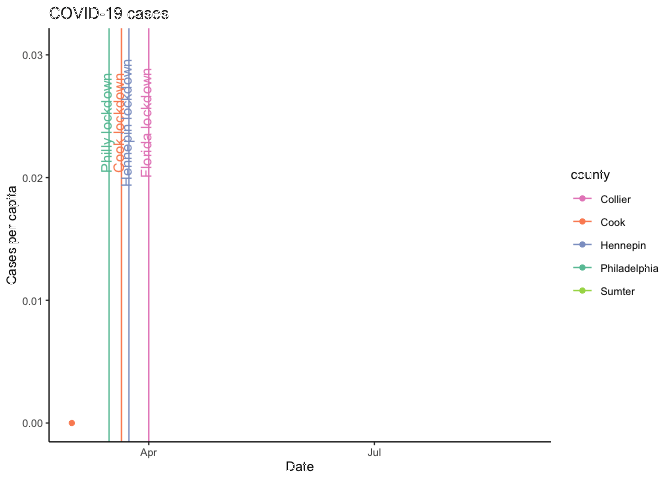 COVID-19 cases
0.03
0.02
0.01
0.00
Cases per capita
Philly lockdown
Cook lockdown
Hennepin lockdown
Florida lockdown
Apr
Jul
Date
county
Collier
Cook
Hennepin
Philadelphia
Sumter